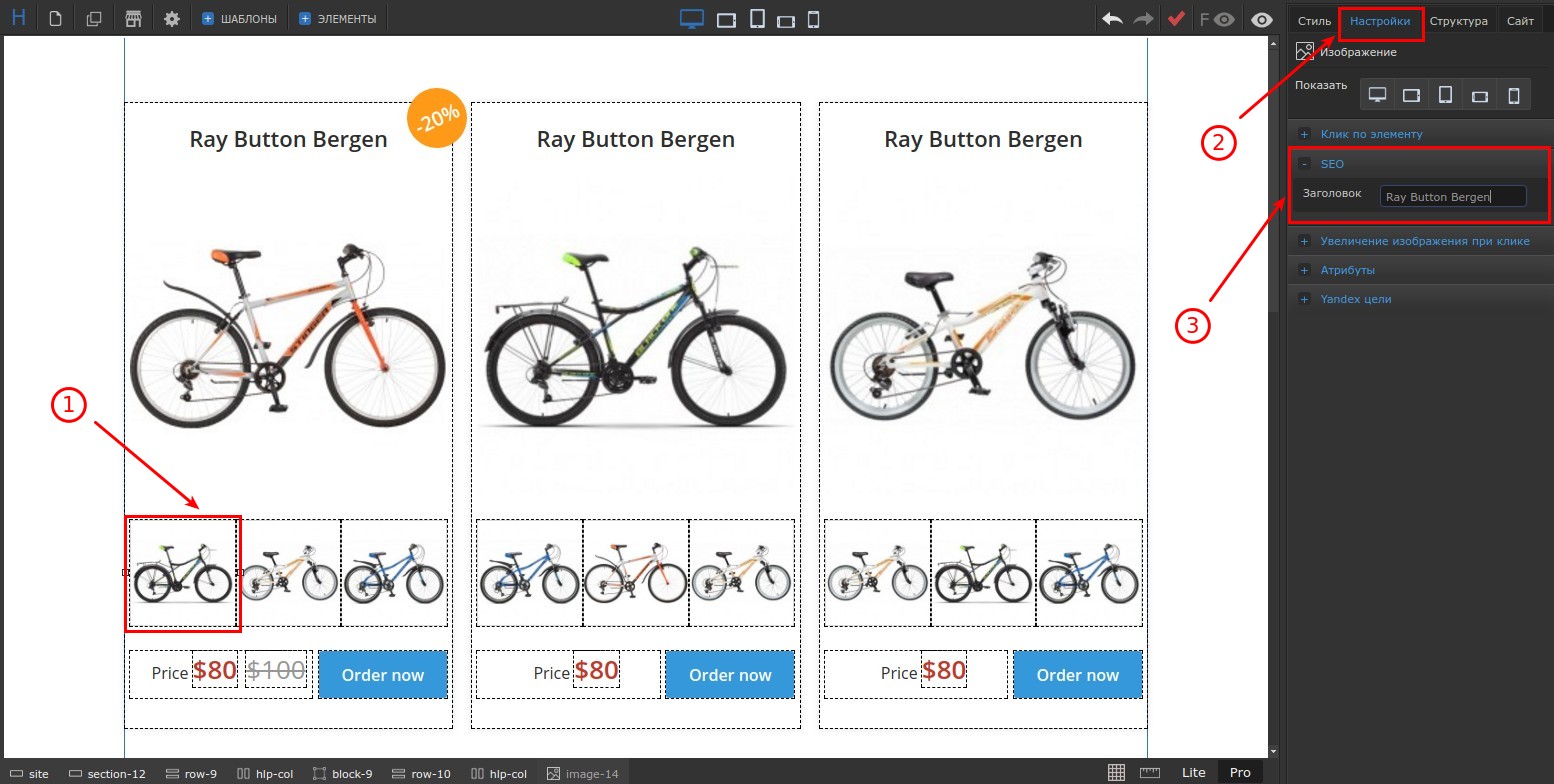 H
ШАБЛОНЫ
ЭЛЕМЕНТЫ
F
Стиль
Настройки
Структура
Сайт
Изображение
Показать
Клик по элементу
SEO
Заголовок
Ray Button Bergen
Увеличение изображения при клике
Атрибуты
Yandex цели
1
2
3
-20%
Ray Button Bergen
Ray Button Bergen
Ray Button Bergen
STINGER
Price $80 $100 Order now
Price $80 Order now
Price $80 Order now
site section-12 row-9 hlp-col block-9 row-10 hlp-col image-14
Lite Pro